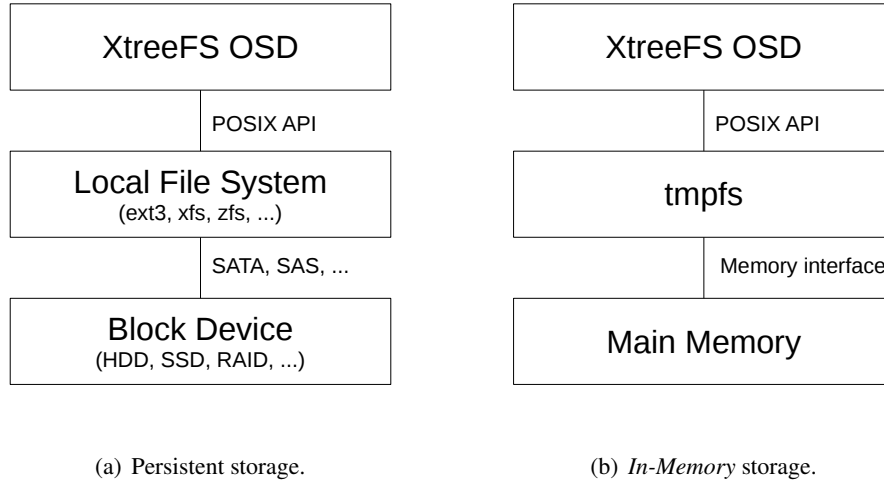 XtreeFS OSD
POSIX API
Local File System
(ext3, xfs, zfs, ...)
SATA, SAS, ...
Block Device
(HDD, SSD, RAID, ...)
(a) Persistent storage.
XtreeFS OSD
POSIX API
tmpfs
Memory interface
Main Memory
(b) In-Memory storage.